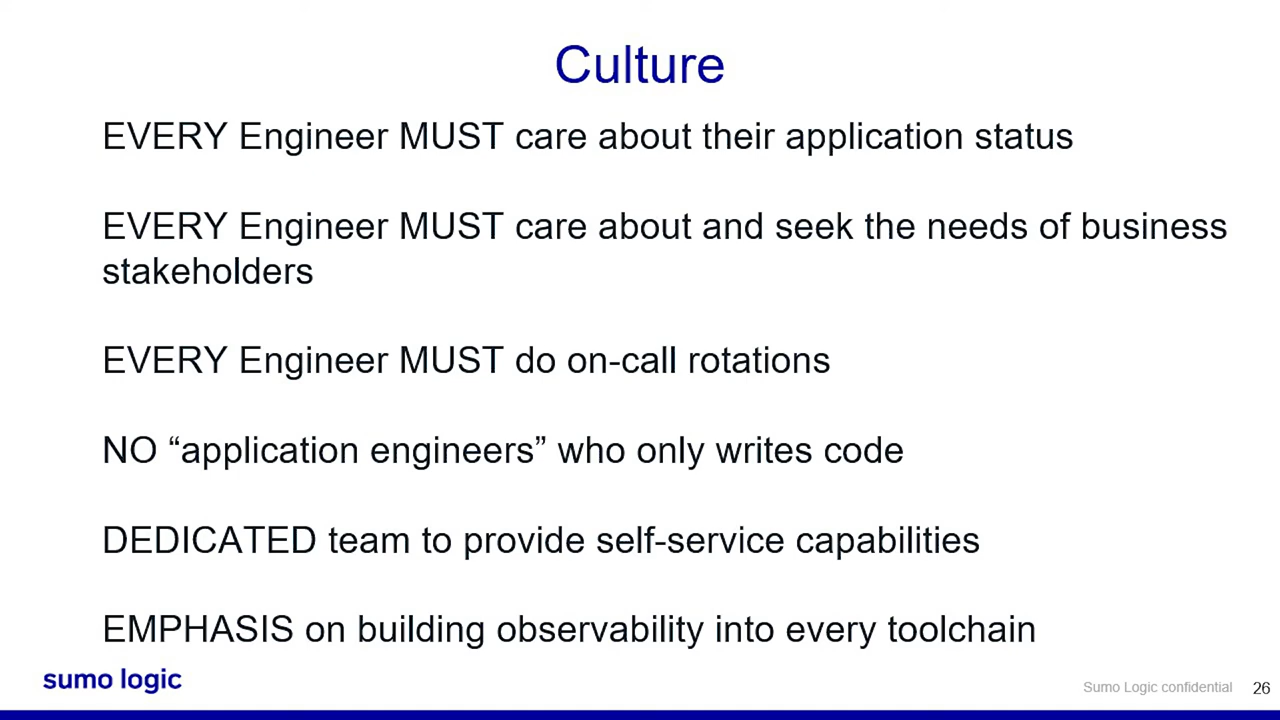 Culture
EVERY Engineer MUST care about their application status
EVERY Engineer MUST care about and seek the needs of business
stakeholders
EVERY Engineer MUST do on-call rotations
NO “application engineers” who only writes code
DEDICATED team to provide self-service capabilities
EMPHASIS on building observability into every toolchain
sumo logic
Sumo Logic confidential 26